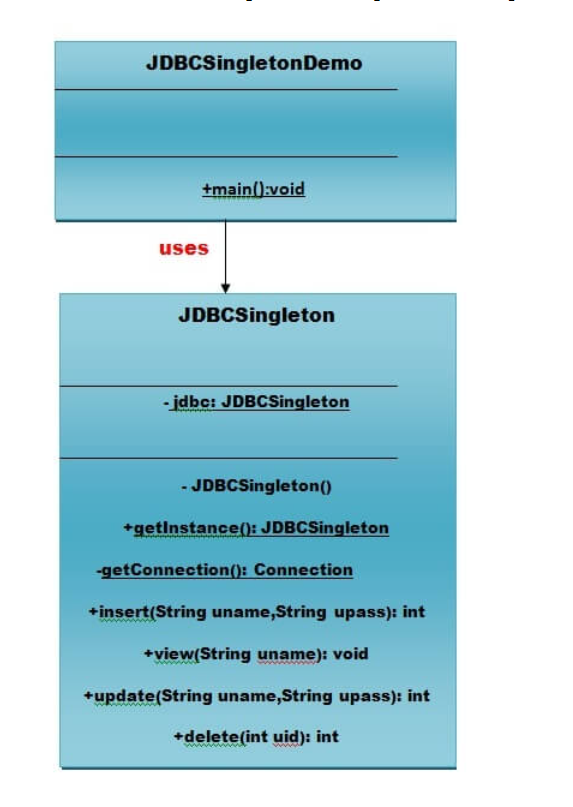 JDBCSingletonDemo
+main():void
uses
JDBCSingleton
- jdbc: JDBCSingleton
- JDBCSingleton()
+getInstance(): JDBCSingleton
-getConnection(): Connection
+insert(String uname,String upass): int
+view(String uname): void
+update(String uname,String upass): int
+delete(int uid): int